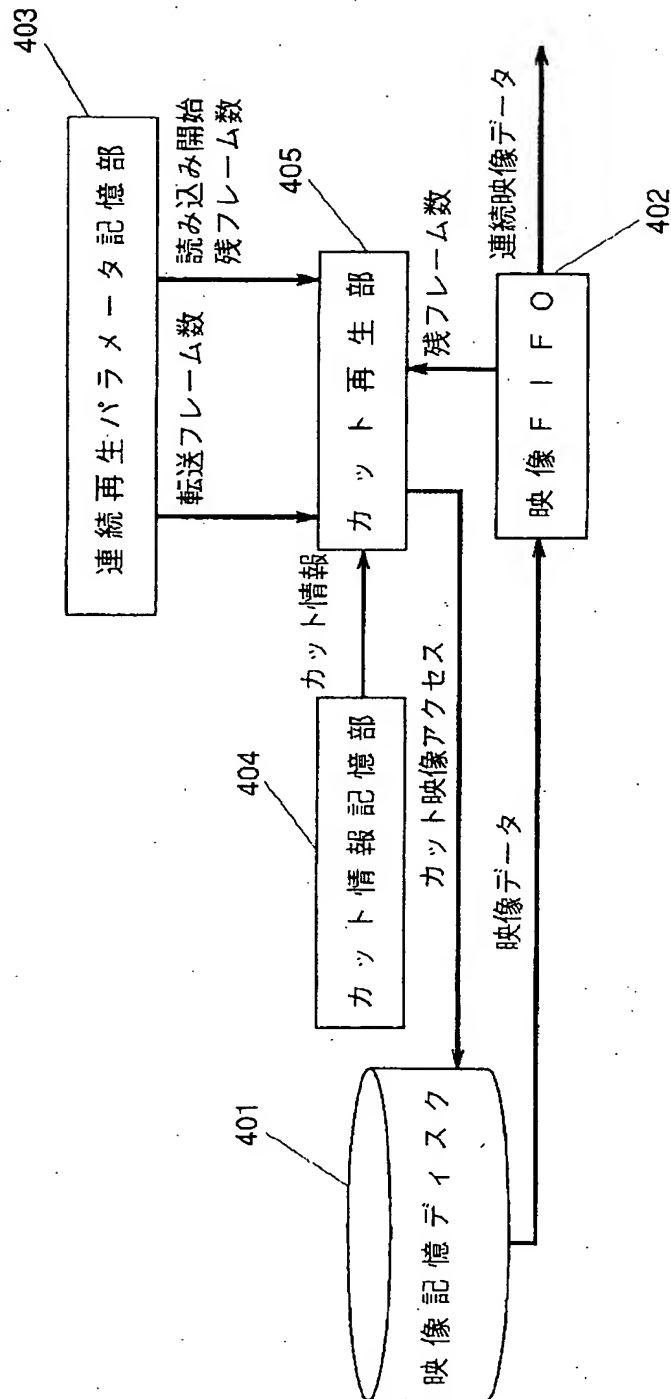 403
連続再生パラメータ記憶部
転送フレーム数
読み込み開始
残フレーム数
405
カット再生部
404
カット情報記憶部
カット情報
残フレーム数
カット映像アクセス
401
映像記憶ディスク
映像データ
映像FIFO
402
連続映像データ